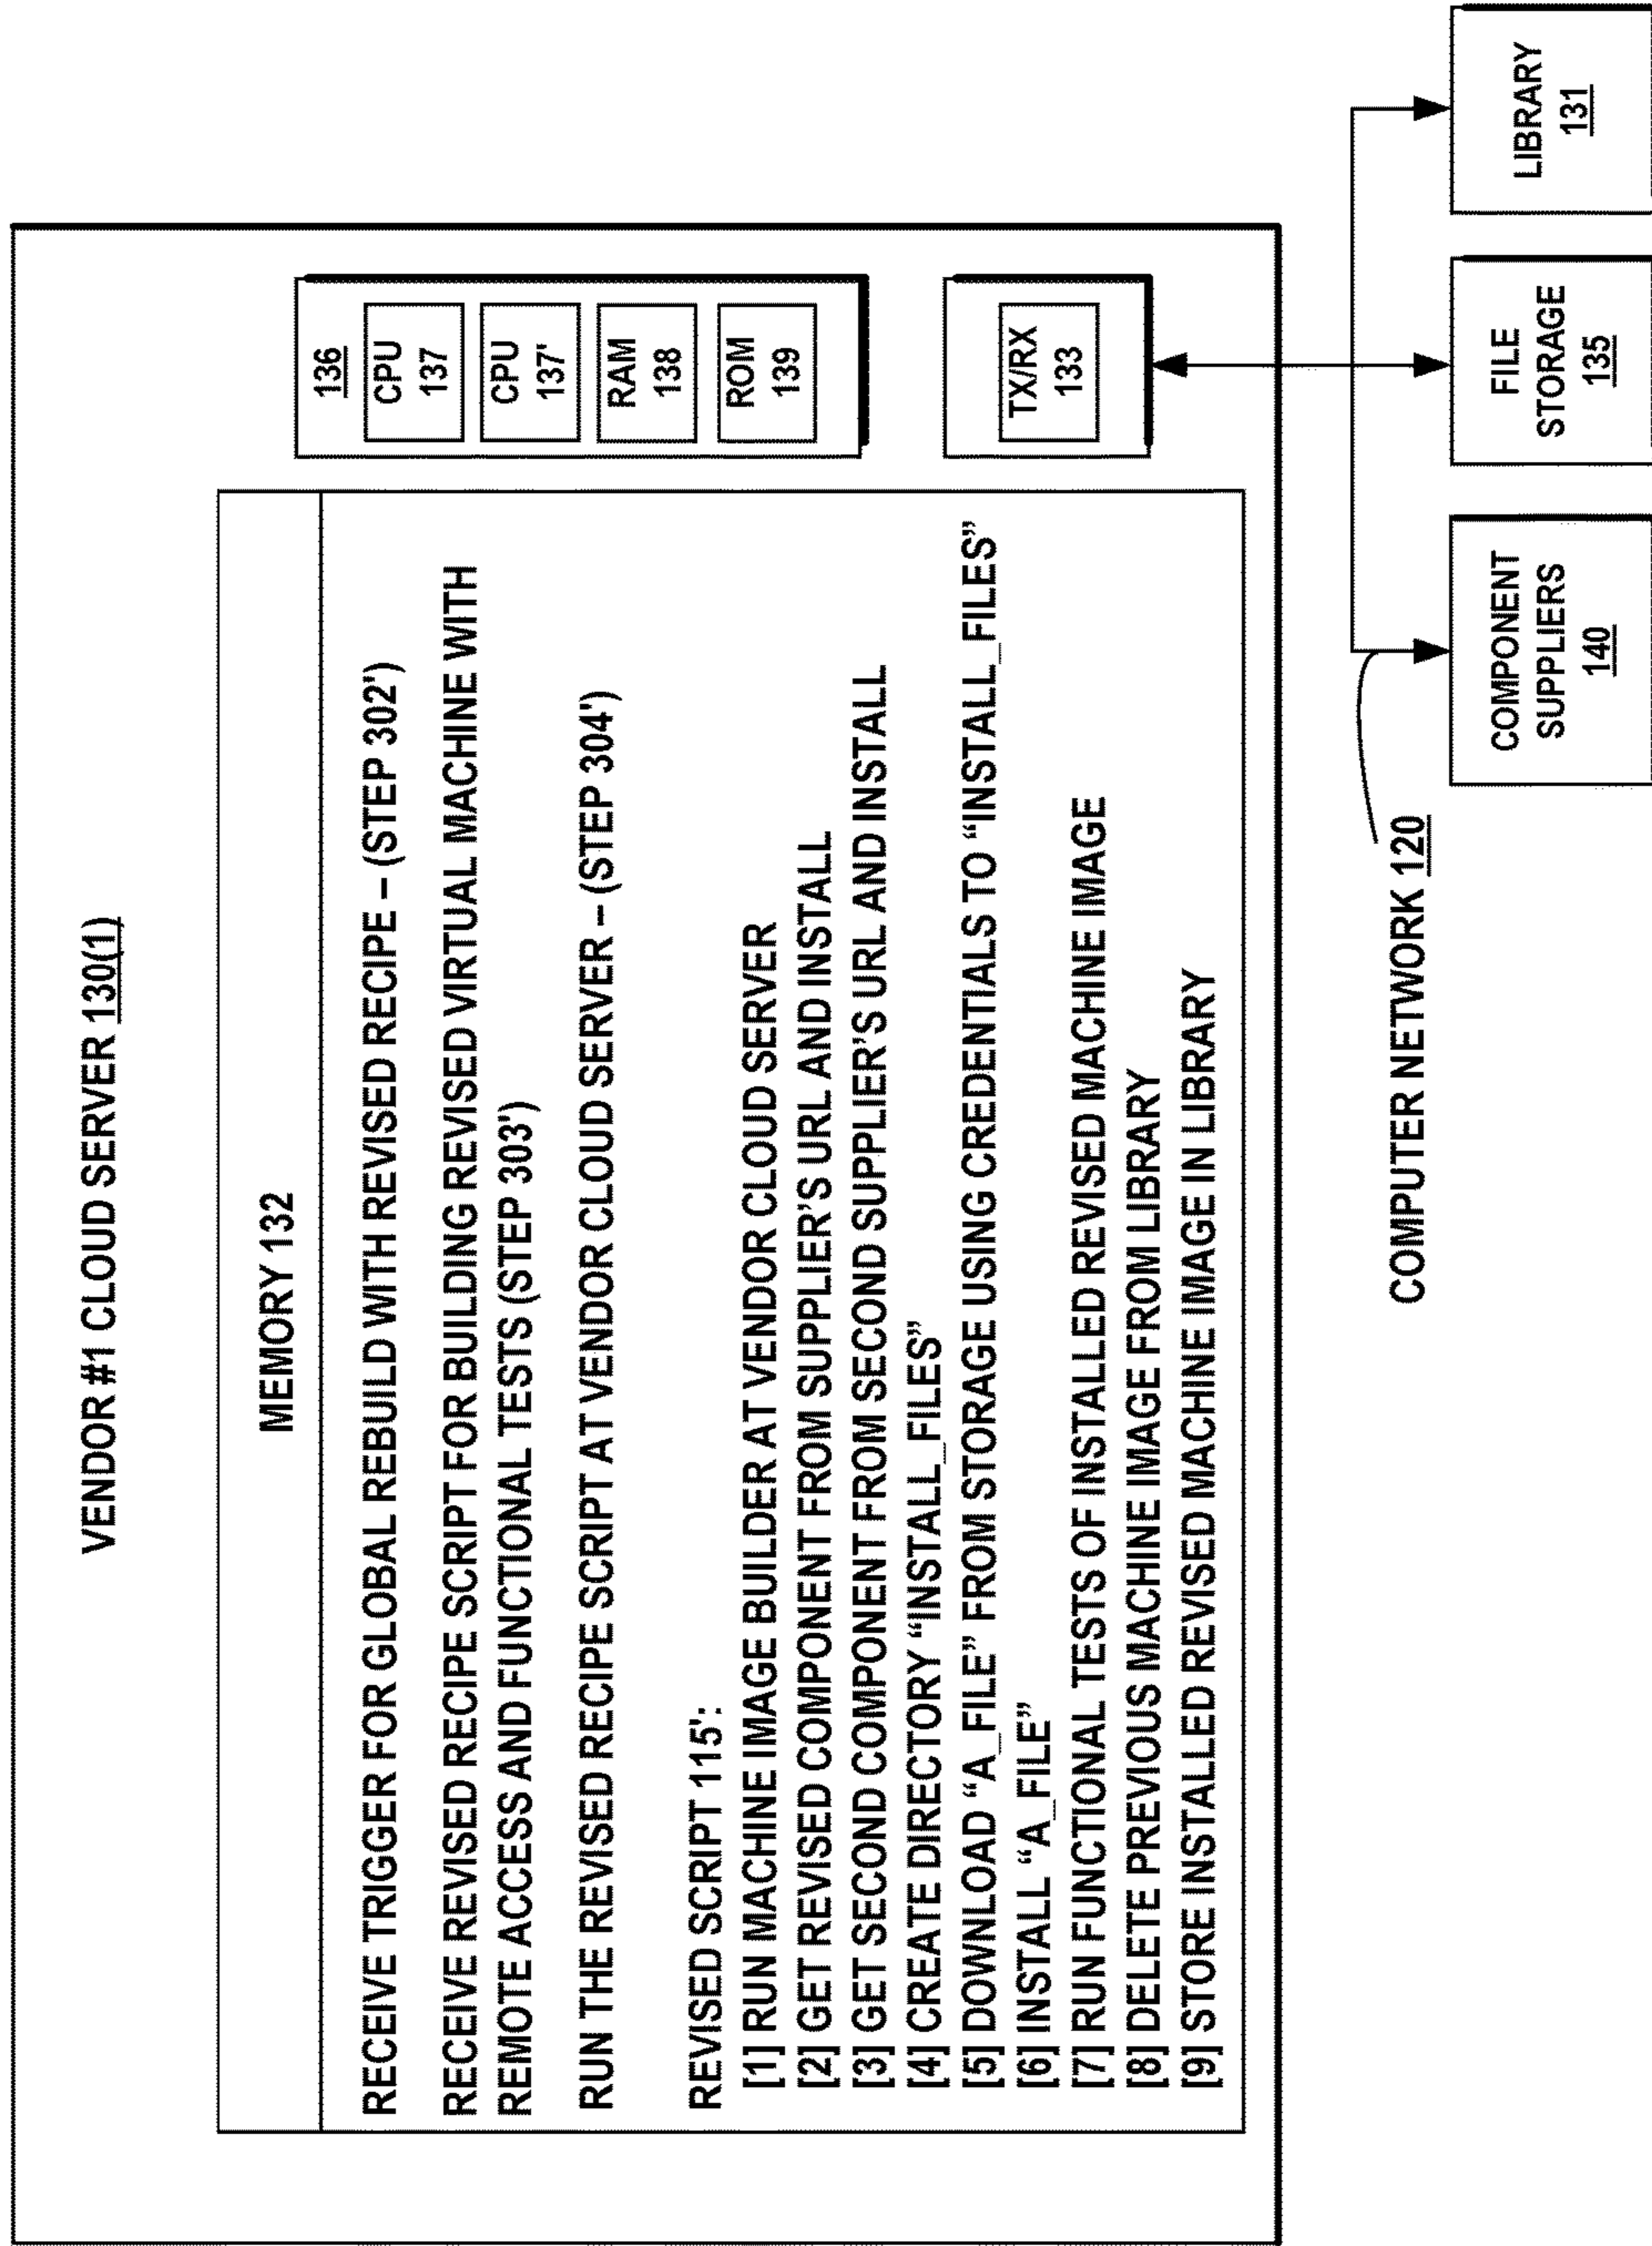 VENDOR #1 CLOUD SERVER 130(1)
MEMORY 132
RECEIVE TRIGGER FOR GLOBAL REBUILD WITH REVISED RECIPE – (STEP 302')
RECEIVE REVISED RECIPE SCRIPT FOR BUILDING REVISED VIRTUAL MACHINE WITH
REMOTE ACCESS AND FUNCTIONAL TESTS (STEP 303')
RUN THE REVISED RECIPE SCRIPT AT VENDOR CLOUD SERVER – (STEP 304')
REVISED SCRIPT 115':
[1] RUN MACHINE IMAGE BUILDER AT VENDOR CLOUD SERVER
[2] GET REVISED COMPONENT FROM SUPPLIER'S URL AND INSTALL
[3] GET SECOND COMPONENT FROM SECOND SUPPLIER'S URL AND INSTALL
[4] CREATE DIRECTORY “INSTALL_FILES”
[5] DOWNLOAD “A_FILE” FROM STORAGE USING CREDENTIALS TO “INSTALL_FILES”
[6] INSTALL “A_FILE”
[7] RUN FUNCTIONAL TESTS OF INSTALLED REVISED MACHINE IMAGE
[8] DELETE PREVIOUS MACHINE IMAGE FROM LIBRARY
[9] STORE INSTALLED REVISED MACHINE IMAGE IN LIBRARY
136
CPU
137
CPU
137'
RAM
138
ROM
139
TX/RX
133
COMPUTER NETWORK 120
COMPONENT
SUPPLIERS
140
FILE
STORAGE
135
LIBRARY
131